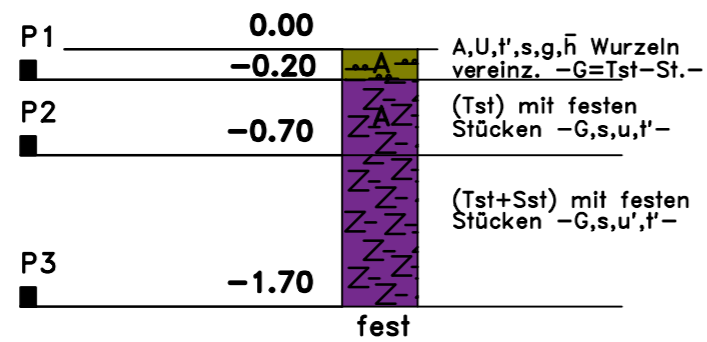 P1
0.00
A,U,t',s,g,h̄ Wurzeln
vereinz. -G=Tst-St.-
-0.20
A
P2
-0.70
(Tst) mit festen
Stücken -G,s,u,t'-
A
P3
-1.70
(Tst+Sst) mit festen
Stücken -G,s,u',t'-
fest